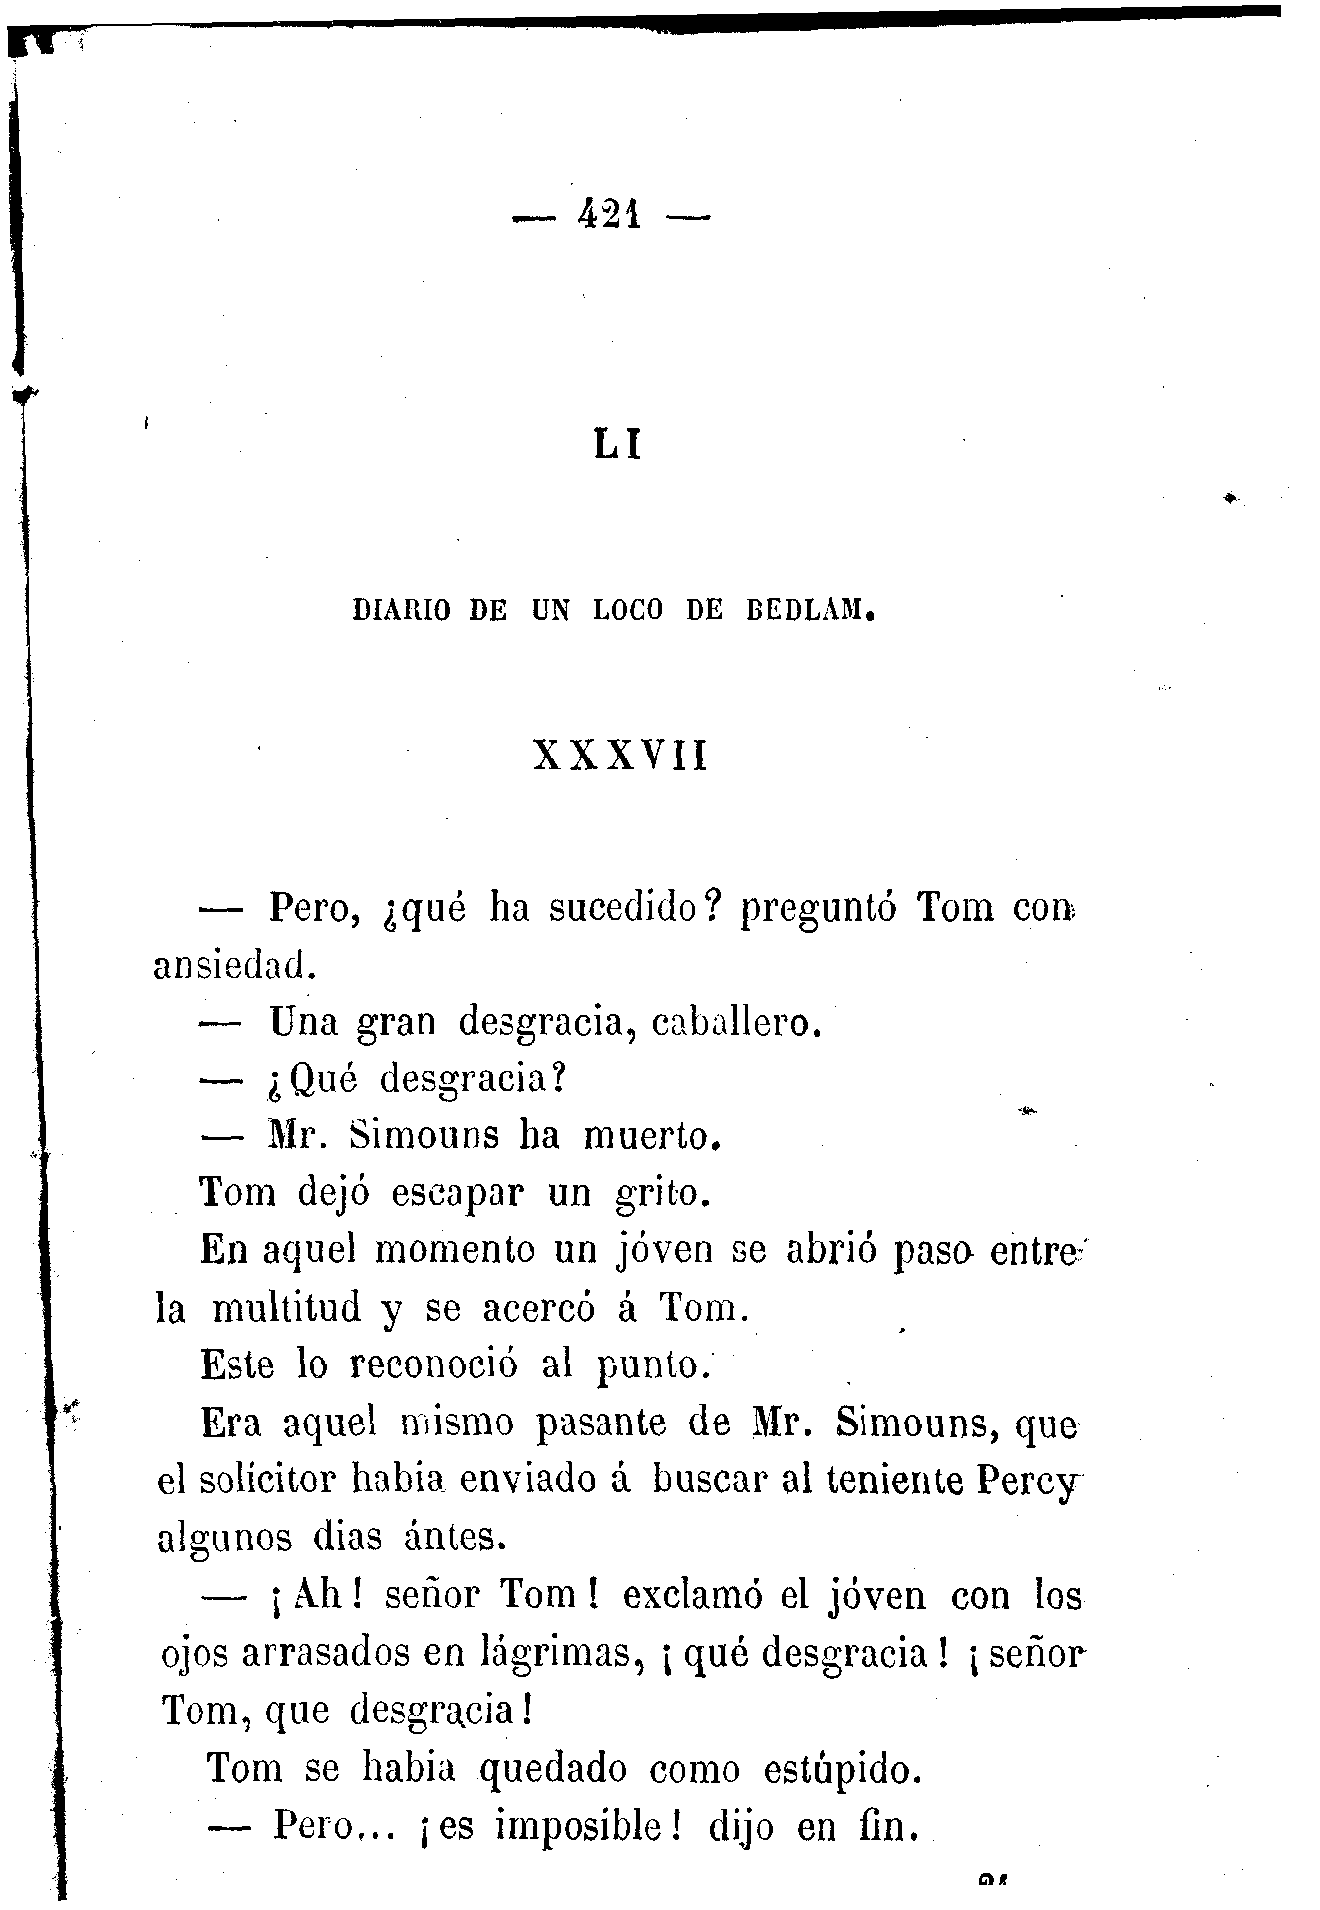 — 421 —
LI
DIARIO DE UN LOCO DE BEDLAM.
XXXVII
— Pero, ¿qué ha sucedido? preguntó Tom con
ansiedad.
— Una gran desgracia, caballero.
— ¿Qué desgracia?
— Mr. Simouns ha muerto.
Tom dejó escapar un grito.
En aquel momento un jóven se abrió paso entre
la multitud y se acercó á Tom.
Este lo reconoció al punto.
Era aquel mismo pasante de Mr. Simouns, que
el solícitor habia enviado á buscar al teniente Percy
algunos dias ántes.
— ¡Ah! señor Tom! exclamó el jóven con los
ojos arrasados en lágrimas, ¡qué desgracia! ¡señor
Tom, que desgracia!
Tom se habia quedado como estúpido.
— Pero... ¡es imposible! dijo en fin.